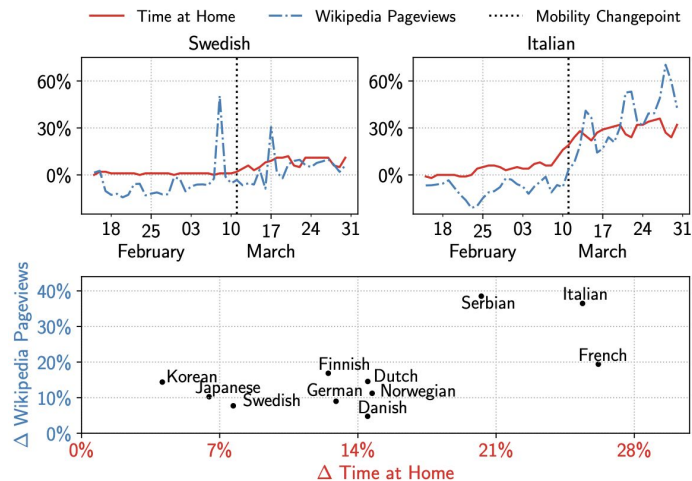 Time at Home Wikipedia Pageviews Mobility Changepoint
Swedish Italian
60% 60%
30% 30%
0% 0%
18 25 03 10 17 24 31 18 25 03 10 17 24 31
February March February March
Δ Wikipedia Pageviews
40%
30%
20%
10%
0%
Serbian
Italian
French
Korean
Japanese
Swedish
Finnish
German
Dutch
Norwegian
Danish
0% 7% 14% 21% 28%
Δ Time at Home